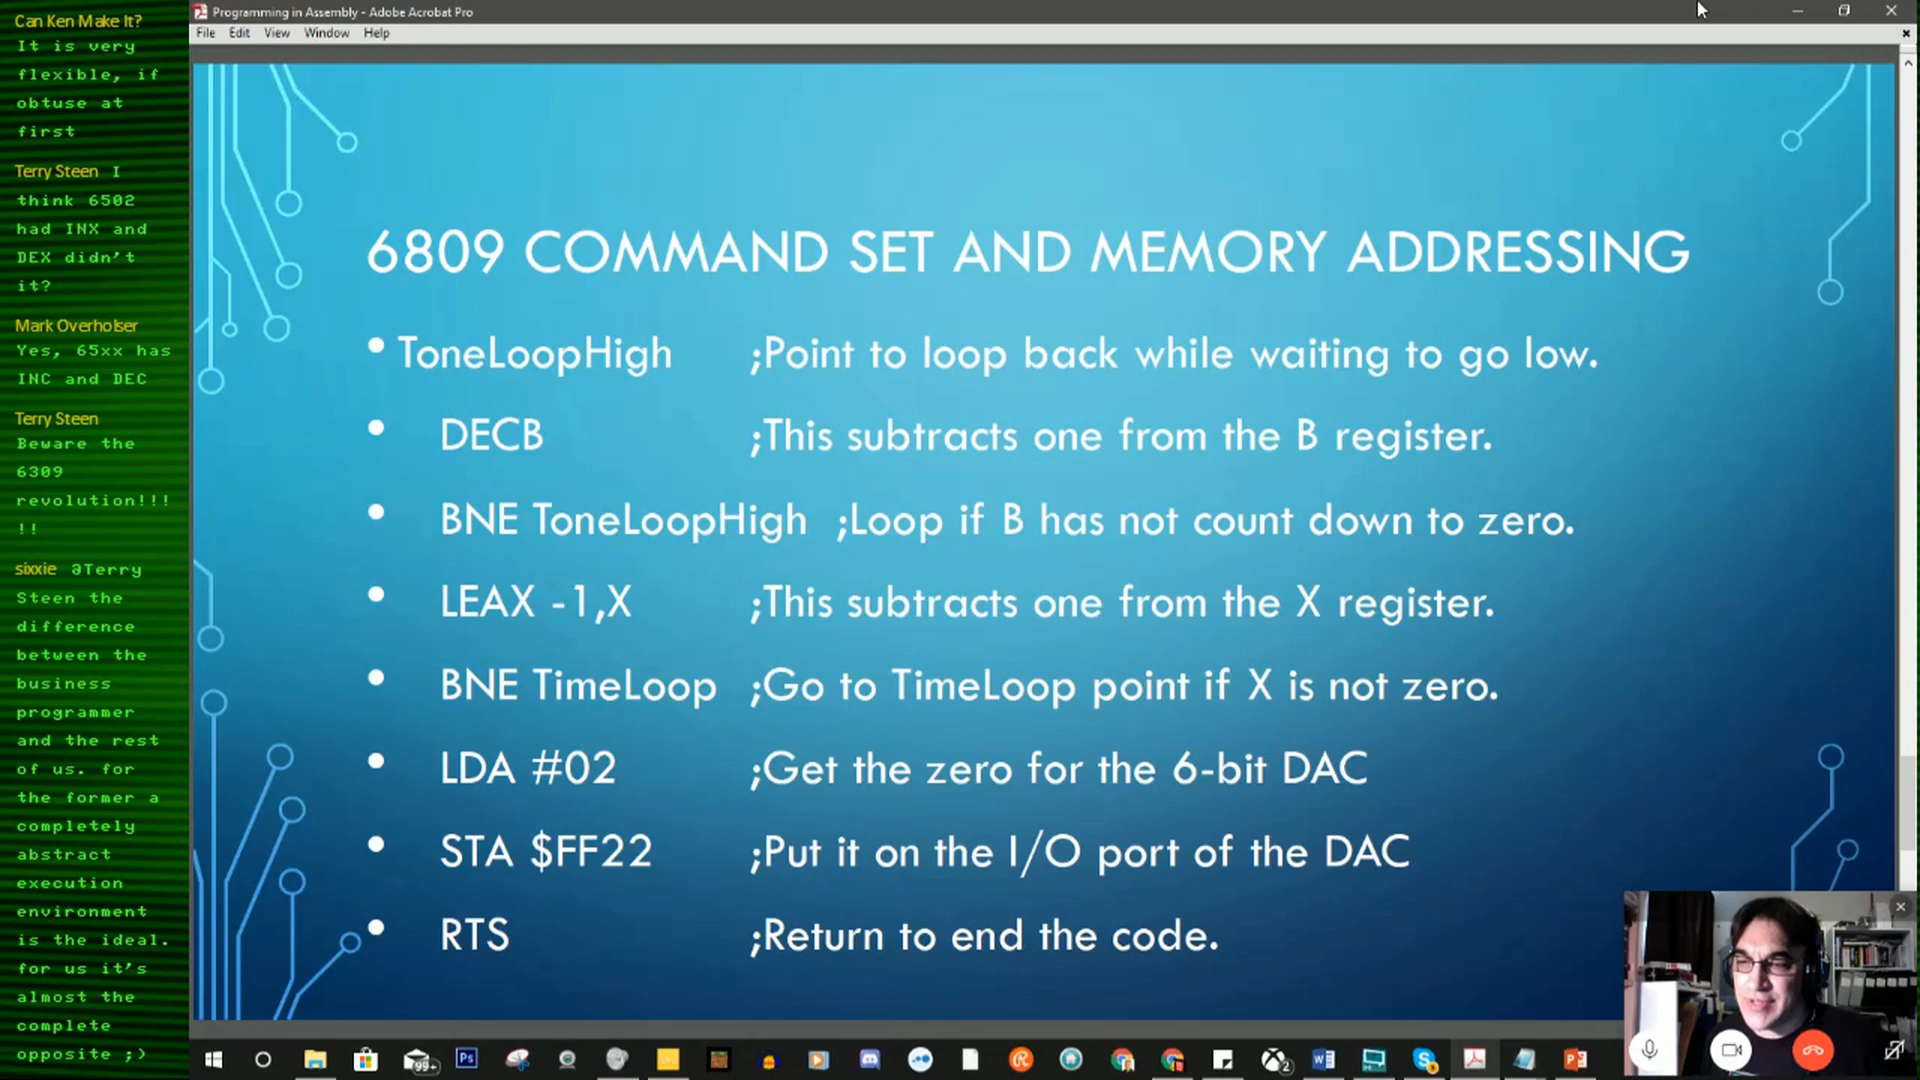 Can Ken Make It?
It is very
flexible, if
obtuse at
first
Terry Steen I
think 6502
had INX and
DEX didn't
it?
Mark Overholser
Yes, 65xx has
INC and DEC
Terry Steen
Beware the
6309
revolution!!!
!!
sixxie @Terry
Steen the
difference
between the
business
programmer
and the rest
of us. for
the former a
completely
abstract
execution
environment
is the ideal.
for us it's
almost the
complete
opposite ;)
Programming in Assembly - Adobe Acrobat Pro
File Edit View Window Help
6809 COMMAND SET AND MEMORY ADDRESSING
• ToneLoopHigh ;Point to loop back while waiting to go low.
• DECB ;This subtracts one from the B register.
• BNE ToneLoopHigh ;Loop if B has not count down to zero.
• LEAX -1,X ;This subtracts one from the X register.
• BNE TimeLoop ;Go to TimeLoop point if X is not zero.
• LDA #02 ;Get the zero for the 6-bit DAC
• STA $FF22 ;Put it on the I/O port of the DAC
• RTS ;Return to end the code.
99+
Ps
2